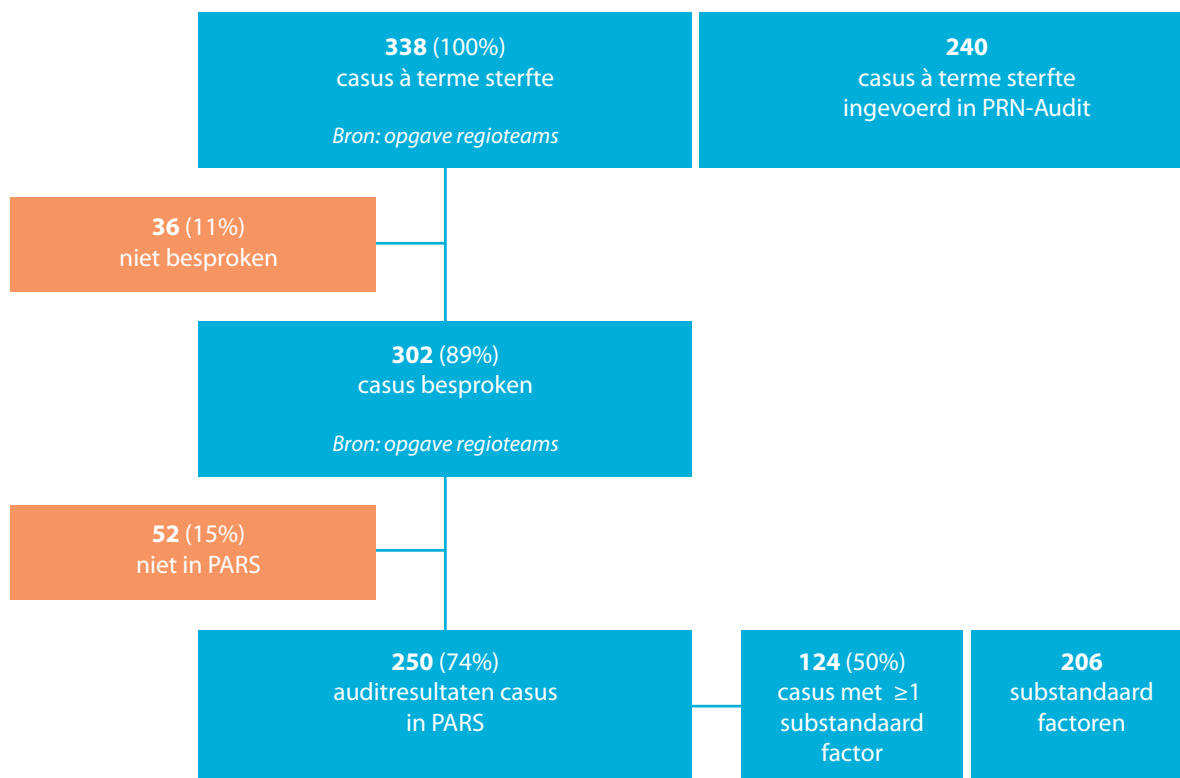 338 (100%)
casus à terme sterfte
Bron: opgave regioteams
240
casus à terme sterfte
ingevoerd in PRN-Audit
36 (11%)
niet besproken
302 (89%)
casus besproken
Bron: opgave regioteams
52 (15%)
niet in PARS
250 (74%)
auditresultaten casus
in PARS
124 (50%)
casus met ≥1
substandaard
factor
206
substandaard
factoren